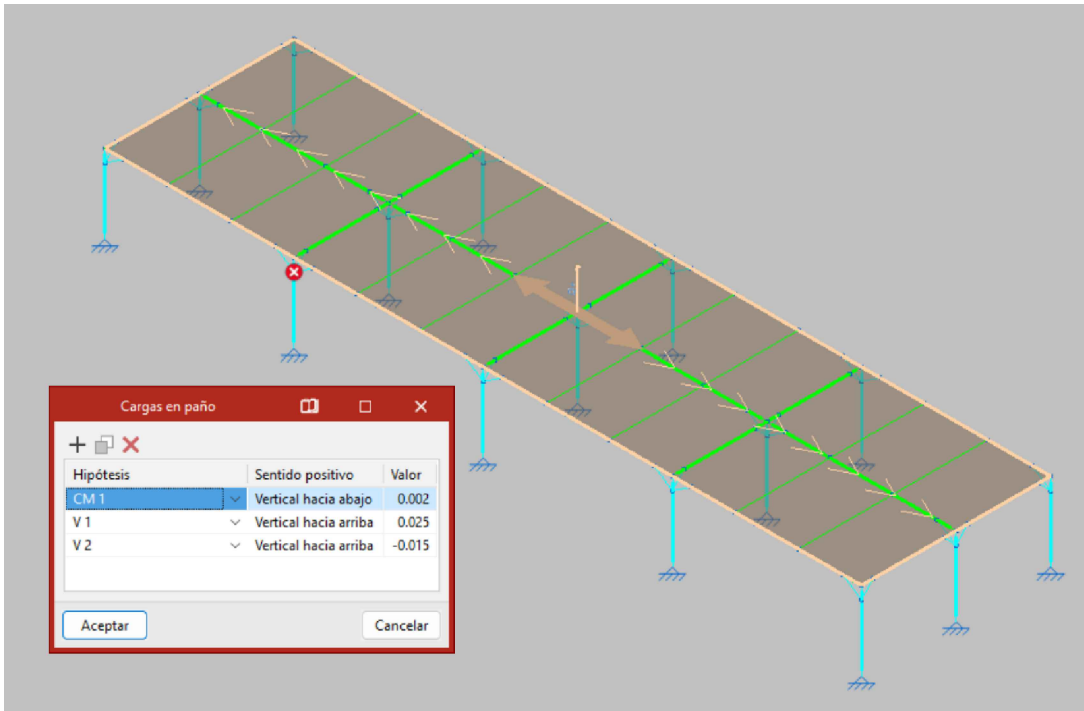 Cargas en paño
Hipótesis Sentido positivo Valor
CM 1 Vertical hacia abajo 0.002
V 1 Vertical hacia arriba 0.025
V 2 Vertical hacia arriba -0.015
Aceptar Cancelar